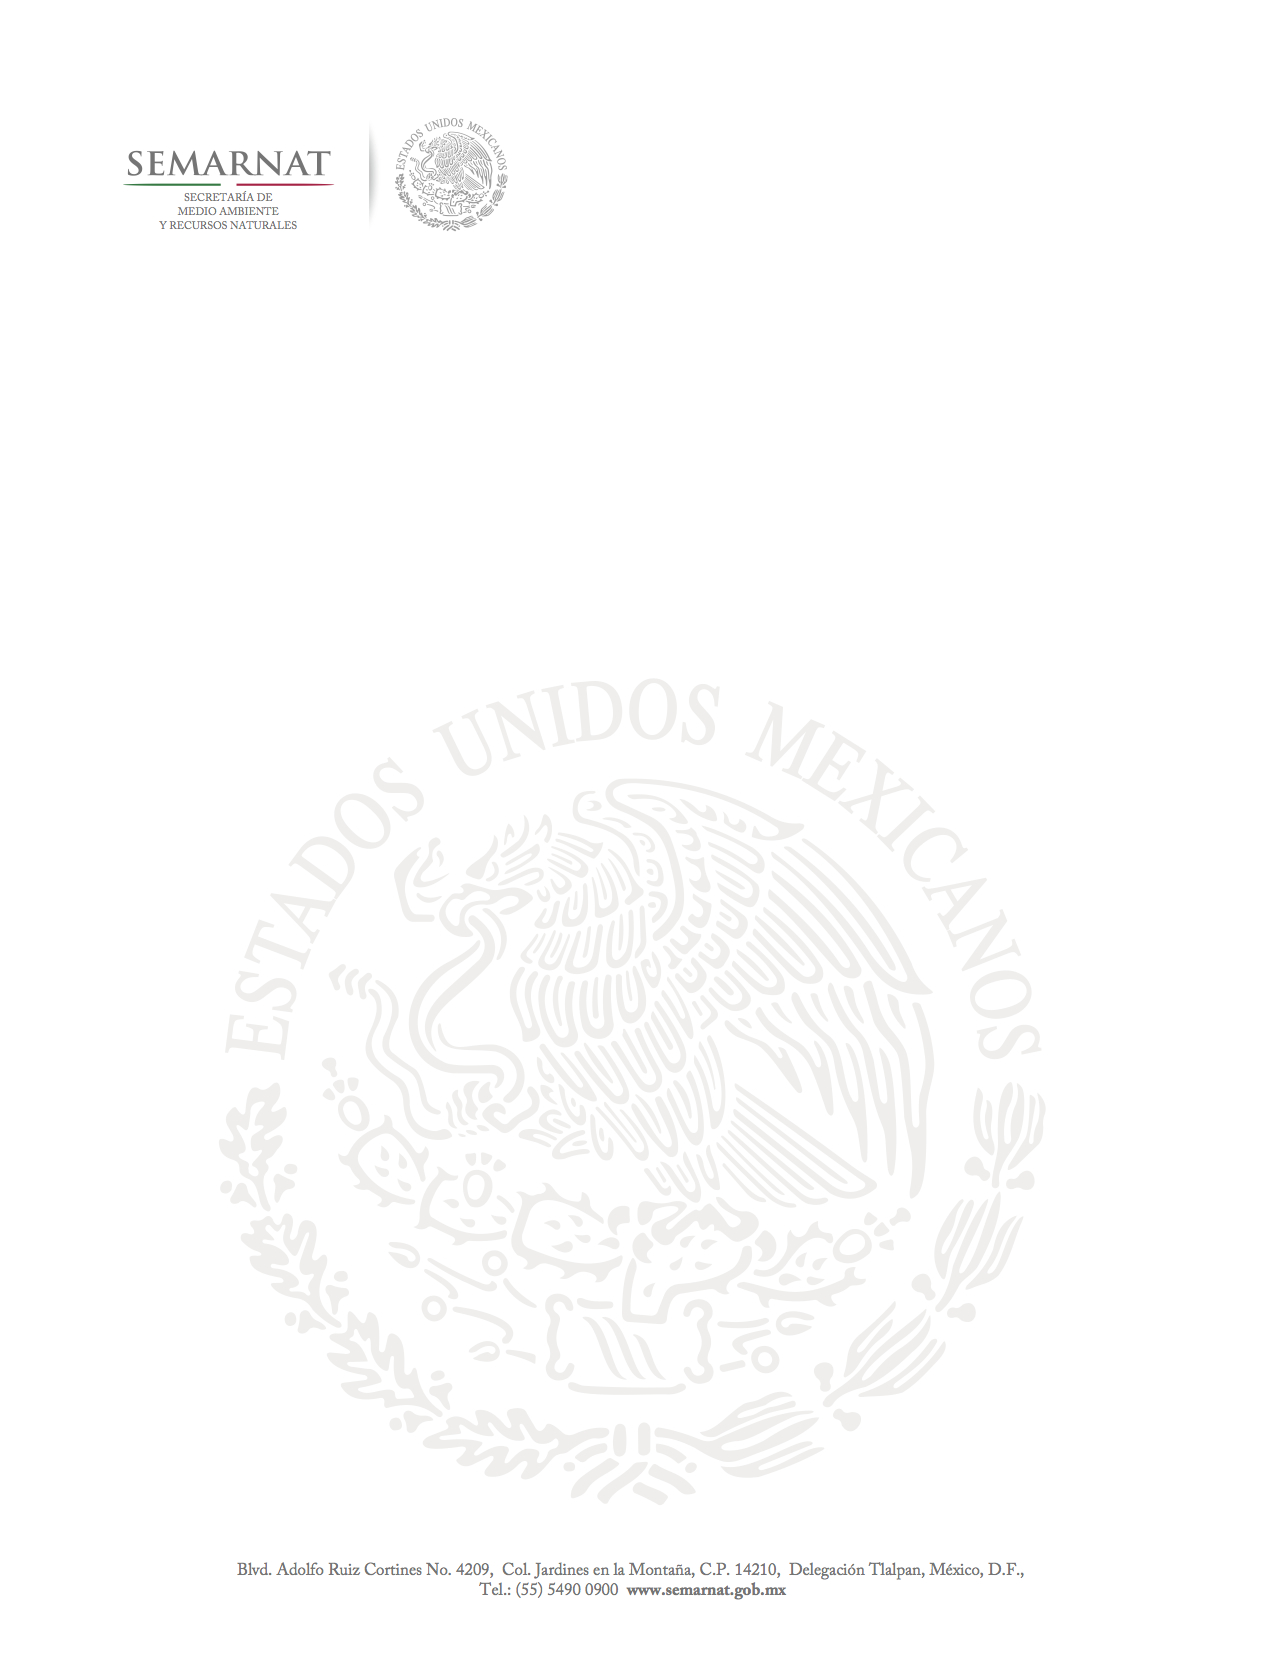 SEMARNAT
SECRETARÍA DE
MEDIO AMBIENTE
Y RECURSOS NATURALES
ESTADOS UNIDOS MEXICANOS
ESTADOS UNIDOS MEXICANOS
Blvd. Adolfo Ruiz Cortines No. 4209, Col. Jardines en la Montaña, C.P. 14210, Delegación Tlalpan, México, D.F.,
Tel.: (55) 5490 0900 www.semarnat.gob.mx